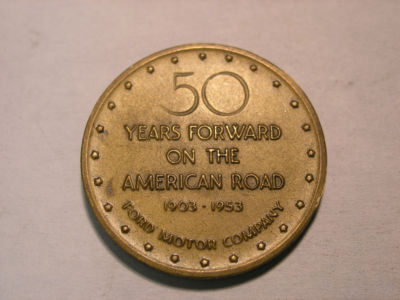 50
YEARS FORWARD
ON THE
AMERICAN ROAD
1903 · 1953
FORD MOTOR COMPANY